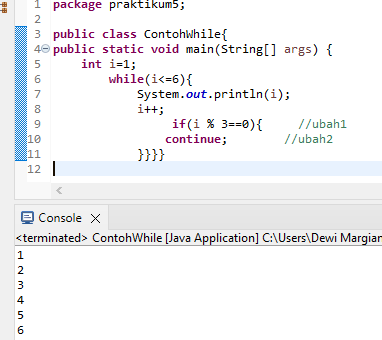 1 package praktikum5;
2
3 public class ContohWhile{
4 public static void main(String[] args) {
5 int i=1;
6 while(i<=6){
7 System.out.println(i);
8 i++;
9 if(i % 3==0){ //ubah1
10 continue; //ubah2
11 }}}}
12
Console
<terminated> ContohWhile [Java Application] C:\Users\Dewi Margian
1
2
3
4
5
6